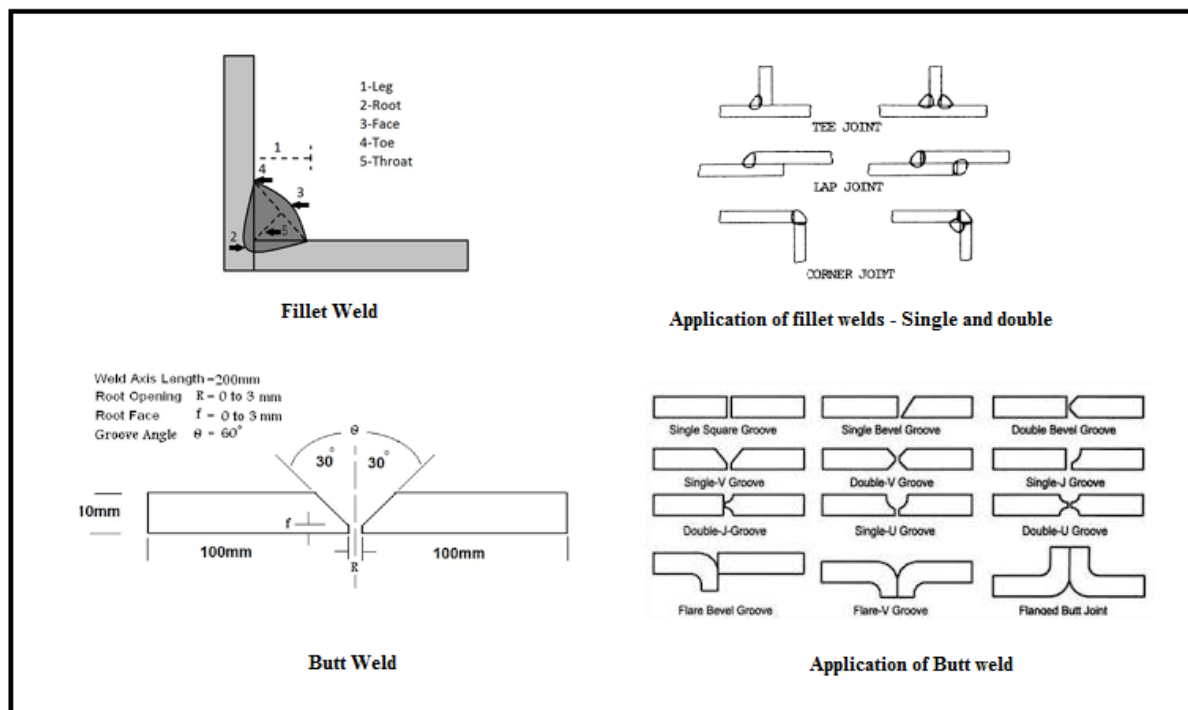 1-Leg
2-Root
3-Face
4-Toe
5-Throat
1
4
3
2
5
Fillet Weld
TEE JOINT
LAP JOINT
CORNER JOINT
Application of fillet welds - Single and double
Weld Axis Length =200mm
Root Opening R = 0 to 3 mm
Root Face f = 0 to 3 mm
Groove Angle θ = 60°
θ
30° 30°
10mm
f
100mm 100mm
R
Butt Weld
Single Square Groove Single Bevel Groove Double Bevel Groove
Single-V Groove Double-V Groove Single-J Groove
Double-J-Groove Single-U Groove Double-U Groove
Flare Bevel Groove Flare-V Groove Flanged Butt Joint
Application of Butt weld